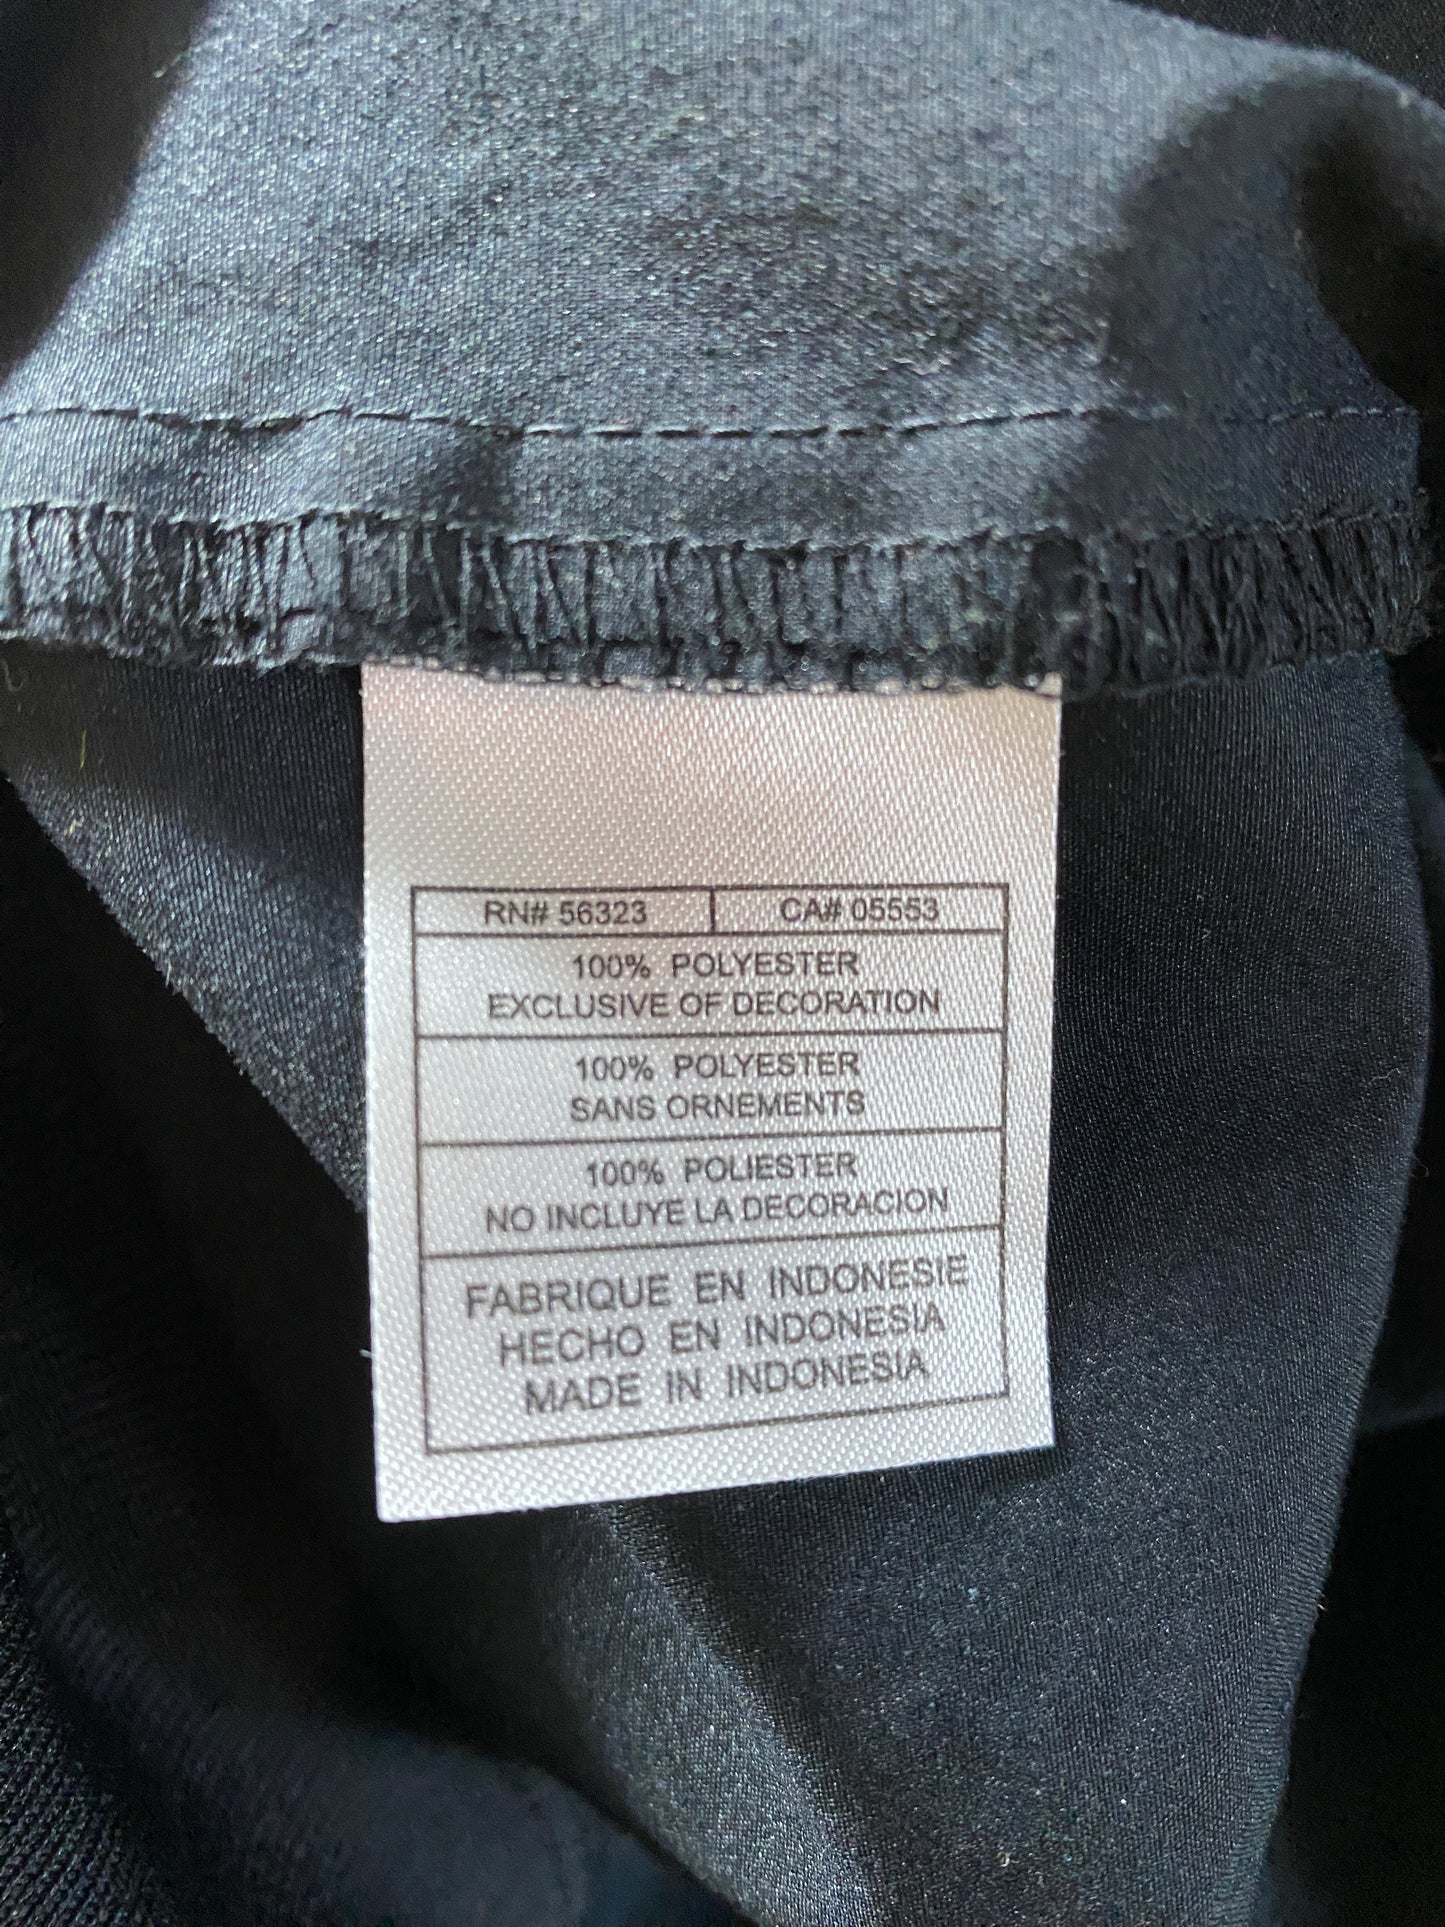 RN# 56323 CA# 05553
100% POLYESTER
EXCLUSIVE OF DECORATION
100% POLYESTER
SANS ORNEMENTS
100% POLIESTER
NO INCLUYE LA DECORACION
FABRIQUE EN INDONESIE
HECHO EN INDONESIA
MADE IN INDONESIA